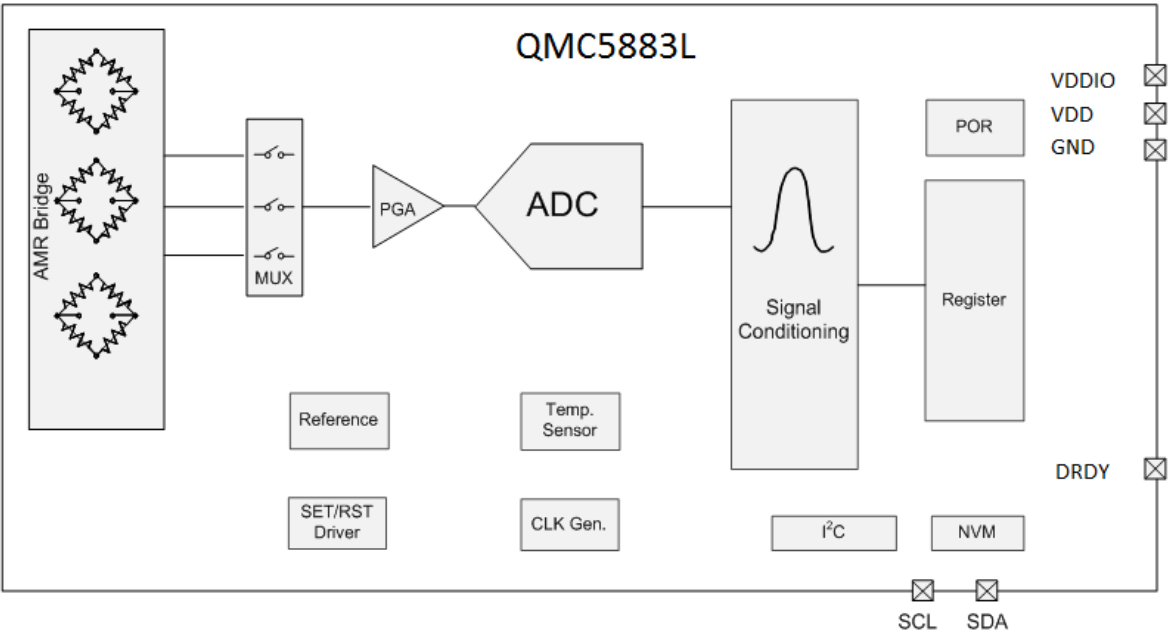 QMC5883L
VDDIO
VDD
GND
POR
AMR Bridge
MUX
PGA
ADC
Signal
Conditioning
Register
Reference
Temp.
Sensor
DRDY
SET/RST
Driver
CLK Gen.
I²C
NVM
SCL
SDA